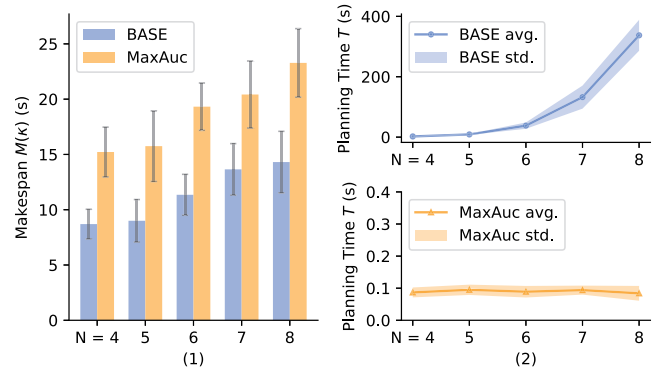 Makespan M(κ) (s)
25
20
15
10
5
0
BASE
MaxAuc
N = 4 5 6 7 8
(1)
Planning Time T (s)
400
200
0
BASE avg.
BASE std.
N = 4 5 6 7 8
Planning Time T (s)
0.4
0.3
0.2
0.1
0.0
MaxAuc avg.
MaxAuc std.
N = 4 5 6 7 8
(2)